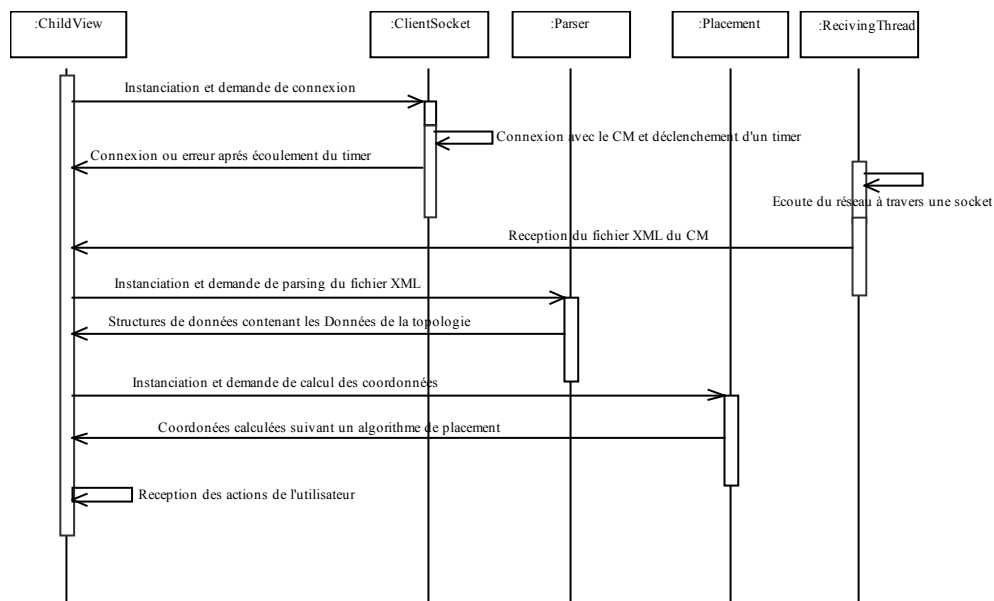 :ChildView
:ClientSocket
:Parser
:Placement
:RecivingThread
Instanciation et demande de connexion
Connexion avec le CM et déclenchement d'un timer
Connexion ou erreur aprés écoulement du timer
Ecoute du réseau à travers une socket
Reception du fichier XML du CM
Instanciation et demande de parsing du fichier XML
Structures de données contenant les Données de la topologie
Instanciation et demande de calcul des coordonnées
Coordonées calculées suivant un algorithme de placement
Reception des actions de l'utilisateur